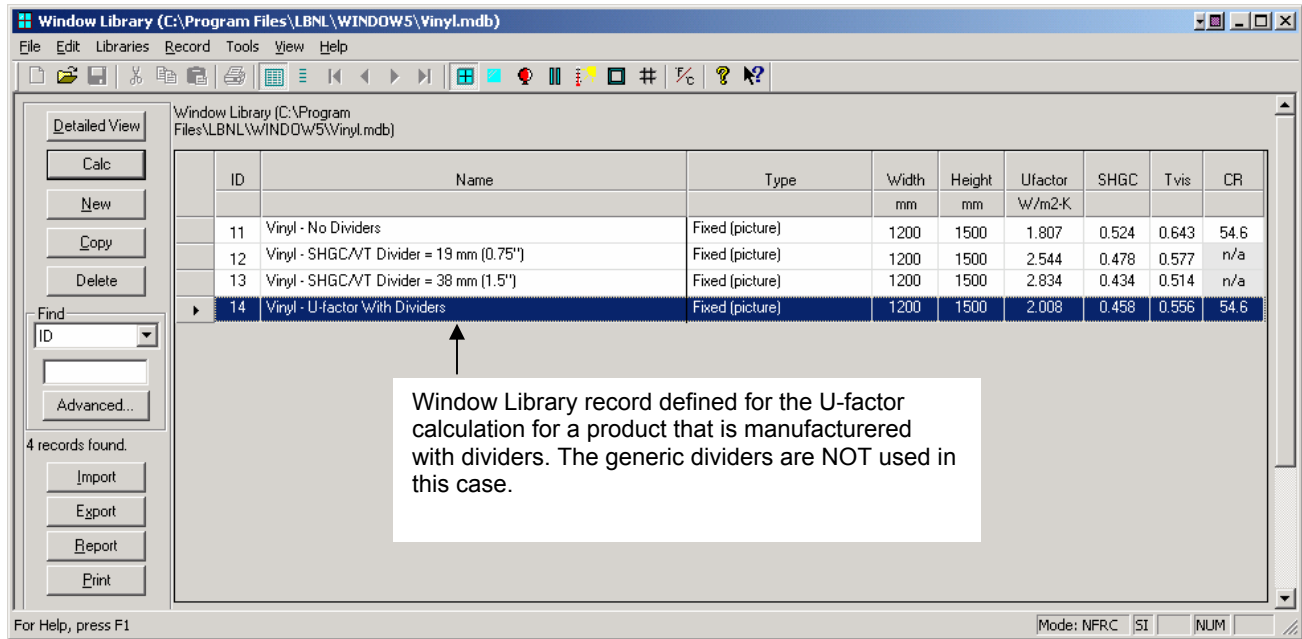 Window Library (C:\Program Files\LBNL\WINDOW5\Vinyl.mdb)
File Edit Libraries Record Tools View Help
F/C
Detailed View
Calc
New
Copy
Delete
Find
ID
Advanced...
4 records found.
Import
Export
Report
Print
Window Library (C:\Program
Files\LBNL\WINDOW5\Vinyl.mdb)
ID Name Type Width Height Ufactor SHGC Tvis CR
mm mm W/m2-K
11 Vinyl - No Dividers Fixed (picture) 1200 1500 1.807 0.524 0.643 54.6
12 Vinyl - SHGC/VT Divider = 19 mm (0.75") Fixed (picture) 1200 1500 2.544 0.478 0.577 n/a
13 Vinyl - SHGC/VT Divider = 38 mm (1.5") Fixed (picture) 1200 1500 2.834 0.434 0.514 n/a
14 Vinyl - U-factor With Dividers Fixed (picture) 1200 1500 2.008 0.458 0.556 54.6
Window Library record defined for the U-factor
calculation for a product that is manufacturered
with dividers. The generic dividers are NOT used in
this case.
For Help, press F1
Mode: NFRC SI NUM